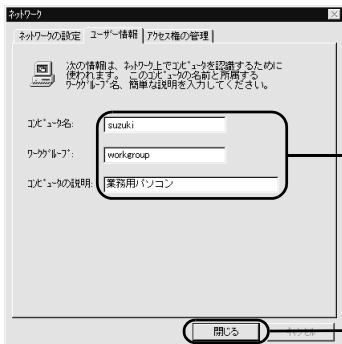 ネットワーク
ネットワークの設定 ユーザー情報 アクセス権の管理
次の情報は、ネットワーク上でコンピュータを認識するために
使われます。 このコンピュータの名前と所属する
ワークグループ名、簡単な説明を入力してください。
コンピュータ名: suzuki
ワークグループ: workgroup
コンピュータの説明: 業務用パソコン
閉じる キャンセル